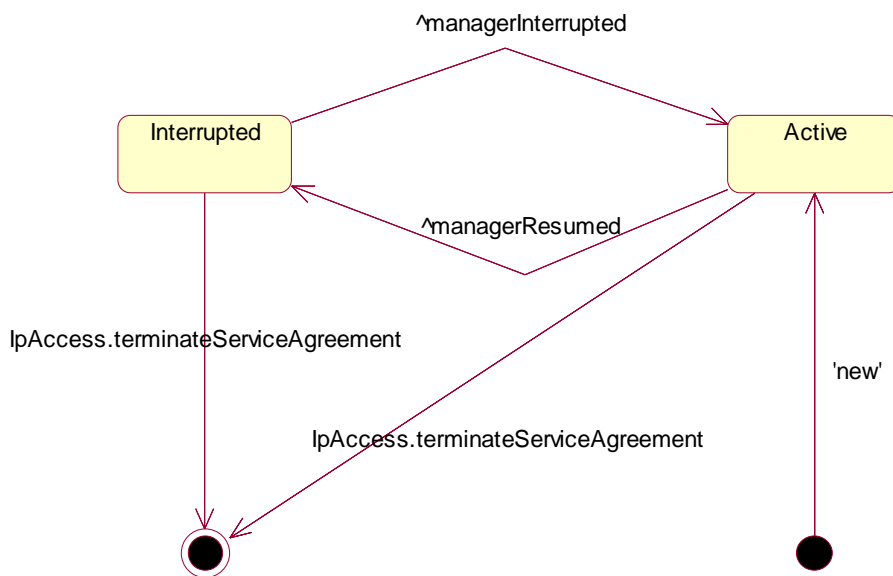 ^managerInterrupted
Interrupted
Active
^managerResumed
IpAccess.terminateServiceAgreement
'new'
IpAccess.terminateServiceAgreement